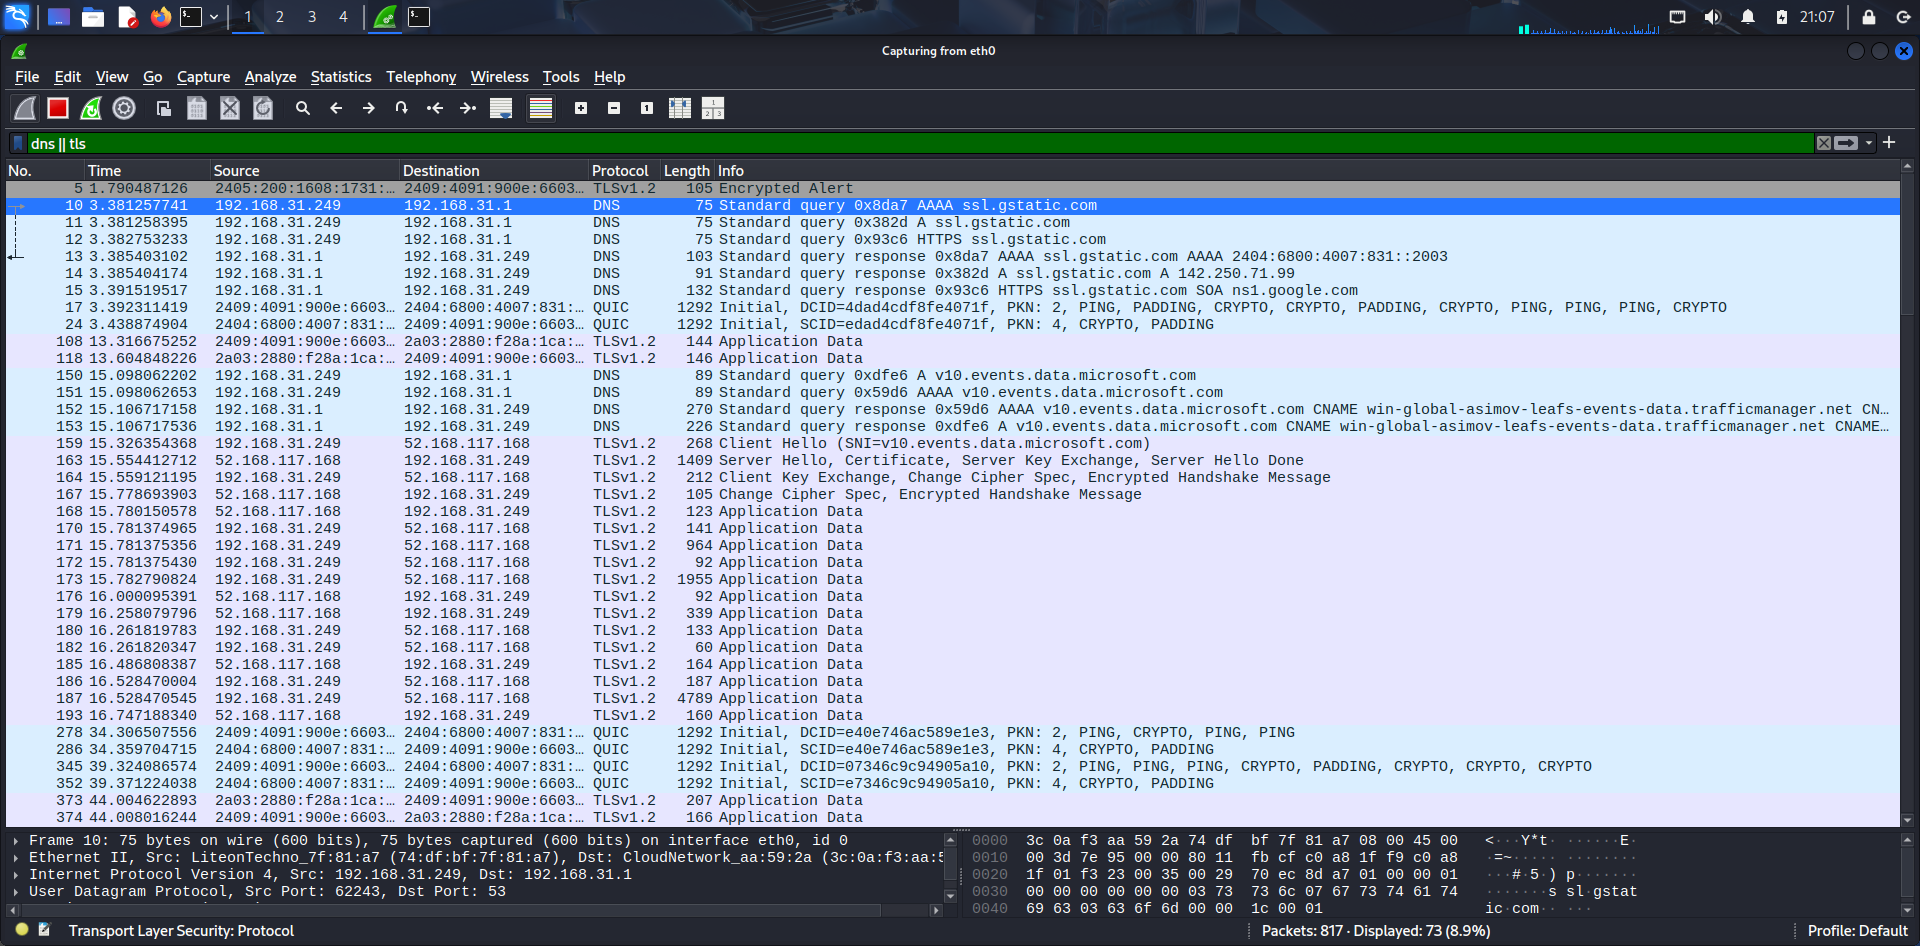 1 2 3 4 21:07
Capturing from eth0
File Edit View Go Capture Analyze Statistics Telephony Wireless Tools Help
dns || tls
No. Time Source Destination Protocol Length Info
5 1.790487126 2405:200:1608:1731:… 2409:4091:900e:6603… TLSv1.2 105 Encrypted Alert
10 3.381257741 192.168.31.249 192.168.31.1 DNS 75 Standard query 0x8da7 AAAA ssl.gstatic.com
11 3.381258395 192.168.31.249 192.168.31.1 DNS 75 Standard query 0x382d A ssl.gstatic.com
12 3.382753233 192.168.31.249 192.168.31.1 DNS 75 Standard query 0x93c6 HTTPS ssl.gstatic.com
13 3.385403102 192.168.31.1 192.168.31.249 DNS 103 Standard query response 0x8da7 AAAA ssl.gstatic.com AAAA 2404:6800:4007:831::2003
14 3.385404174 192.168.31.1 192.168.31.249 DNS 91 Standard query response 0x382d A ssl.gstatic.com A 142.250.71.99
15 3.391519517 192.168.31.1 192.168.31.249 DNS 132 Standard query response 0x93c6 HTTPS ssl.gstatic.com SOA ns1.google.com
17 3.392311419 2409:4091:900e:6603… 2404:6800:4007:831:… QUIC 1292 Initial, DCID=4dad4cdf8fe4071f, PKN: 2, PING, PADDING, CRYPTO, CRYPTO, PADDING, CRYPTO, PING, PING, PING, CRYPTO
24 3.438874904 2404:6800:4007:831:… 2409:4091:900e:6603… QUIC 1292 Initial, SCID=edad4cdf8fe4071f, PKN: 4, CRYPTO, PADDING
108 13.316675252 2409:4091:900e:6603… 2a03:2880:f28a:1ca:… TLSv1.2 144 Application Data
118 13.604848226 2a03:2880:f28a:1ca:… 2409:4091:900e:6603… TLSv1.2 146 Application Data
150 15.098062202 192.168.31.249 192.168.31.1 DNS 89 Standard query 0xdfe6 A v10.events.data.microsoft.com
151 15.098062653 192.168.31.249 192.168.31.1 DNS 89 Standard query 0x59d6 AAAA v10.events.data.microsoft.com
152 15.106717158 192.168.31.1 192.168.31.249 DNS 270 Standard query response 0x59d6 AAAA v10.events.data.microsoft.com CNAME win-global-asimov-leafs-events-data.trafficmanager.net CN…
153 15.106717536 192.168.31.1 192.168.31.249 DNS 226 Standard query response 0xdfe6 A v10.events.data.microsoft.com CNAME win-global-asimov-leafs-events-data.trafficmanager.net CNAME…
159 15.326354368 192.168.31.249 52.168.117.168 TLSv1.2 268 Client Hello (SNI=v10.events.data.microsoft.com)
163 15.554412712 52.168.117.168 192.168.31.249 TLSv1.2 1409 Server Hello, Certificate, Server Key Exchange, Server Hello Done
164 15.559121195 192.168.31.249 52.168.117.168 TLSv1.2 212 Client Key Exchange, Change Cipher Spec, Encrypted Handshake Message
167 15.778693903 52.168.117.168 192.168.31.249 TLSv1.2 105 Change Cipher Spec, Encrypted Handshake Message
168 15.780150578 52.168.117.168 192.168.31.249 TLSv1.2 123 Application Data
170 15.781374965 192.168.31.249 52.168.117.168 TLSv1.2 141 Application Data
171 15.781375356 192.168.31.249 52.168.117.168 TLSv1.2 964 Application Data
172 15.781375430 192.168.31.249 52.168.117.168 TLSv1.2 92 Application Data
173 15.782790824 192.168.31.249 52.168.117.168 TLSv1.2 1955 Application Data
176 16.000095391 52.168.117.168 192.168.31.249 TLSv1.2 92 Application Data
179 16.258079796 52.168.117.168 192.168.31.249 TLSv1.2 339 Application Data
180 16.261819783 192.168.31.249 52.168.117.168 TLSv1.2 133 Application Data
182 16.261820347 192.168.31.249 52.168.117.168 TLSv1.2 60 Application Data
185 16.486808387 52.168.117.168 192.168.31.249 TLSv1.2 164 Application Data
186 16.528470004 192.168.31.249 52.168.117.168 TLSv1.2 187 Application Data
187 16.528470545 192.168.31.249 52.168.117.168 TLSv1.2 4789 Application Data
193 16.747188340 52.168.117.168 192.168.31.249 TLSv1.2 160 Application Data
278 34.306507556 2409:4091:900e:6603… 2404:6800:4007:831:… QUIC 1292 Initial, DCID=e40e746ac589e1e3, PKN: 2, PING, CRYPTO, PING, PING
286 34.359704715 2404:6800:4007:831:… 2409:4091:900e:6603… QUIC 1292 Initial, SCID=e40e746ac589e1e3, PKN: 4, CRYPTO, PADDING
345 39.324086574 2409:4091:900e:6603… 2404:6800:4007:831:… QUIC 1292 Initial, DCID=07346c9c94905a10, PKN: 2, PING, PING, PING, CRYPTO, PADDING, CRYPTO, CRYPTO, CRYPTO
352 39.371224038 2404:6800:4007:831:… 2409:4091:900e:6603… QUIC 1292 Initial, SCID=e7346c9c94905a10, PKN: 4, CRYPTO, PADDING
373 44.004622893 2a03:2880:f28a:1ca:… 2409:4091:900e:6603… TLSv1.2 207 Application Data
374 44.008016244 2409:4091:900e:6603… 2a03:2880:f28a:1ca:… TLSv1.2 166 Application Data
Frame 10: 75 bytes on wire (600 bits), 75 bytes captured (600 bits) on interface eth0, id 0
Ethernet II, Src: LiteonTechno_7f:81:a7 (74:df:bf:7f:81:a7), Dst: CloudNetwork_aa:59:2a (3c:0a:f3:aa:5
Internet Protocol Version 4, Src: 192.168.31.249, Dst: 192.168.31.1
User Datagram Protocol, Src Port: 62243, Dst Port: 53
0000 3c 0a f3 aa 59 2a 74 df bf 7f 81 a7 08 00 45 00 <···Y*t· ······E·
0010 00 3d 7e 95 00 00 80 11 fb cf c0 a8 1f f9 c0 a8 ·=~····· ········
0020 1f 01 f3 23 00 35 00 29 70 ec 8d a7 01 00 00 01 ···#·5·) p·······
0030 00 00 00 00 00 00 03 73 73 6c 07 67 73 74 61 74 ·······s sl·gstat
0040 69 63 03 63 6f 6d 00 00 1c 00 01 ic·com·· ···
Transport Layer Security: Protocol
Packets: 817 · Displayed: 73 (8.9%)
Profile: Default